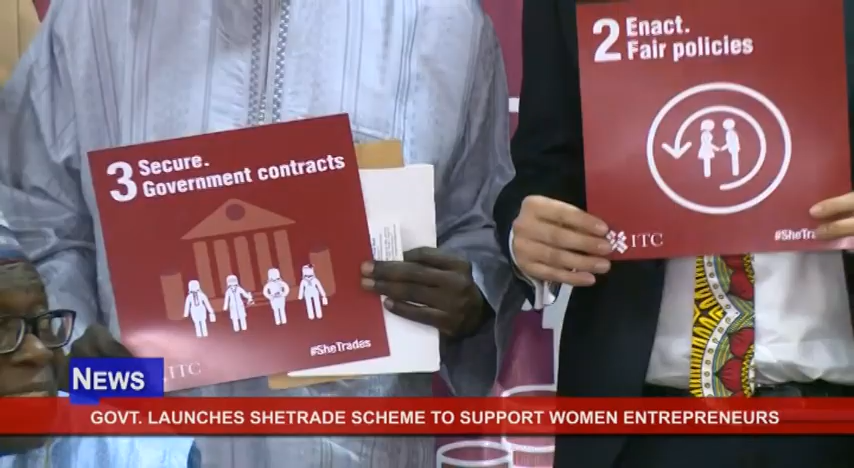 3 Secure.
Government contracts
#SheTrades
ITC
2 Enact.
Fair policies
ITC
#SheTra
News
GOVT. LAUNCHES SHETRADE SCHEME TO SUPPORT WOMEN ENTREPRENEURS